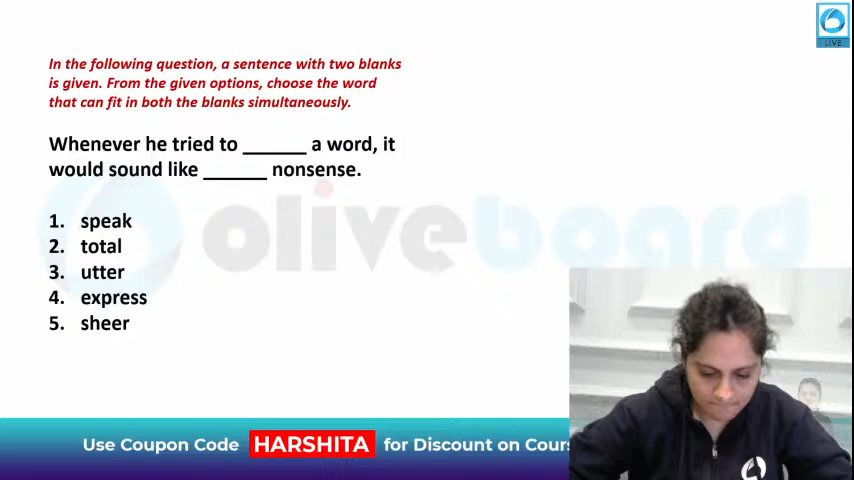 LIVE
In the following question, a sentence with two blanks
is given. From the given options, choose the word
that can fit in both the blanks simultaneously.
Whenever he tried to ______ a word, it
would sound like ______ nonsense.
1. speak
2. total
3. utter
4. express
5. sheer
oliveboard
Use Coupon Code HARSHITA for Discount on Cours